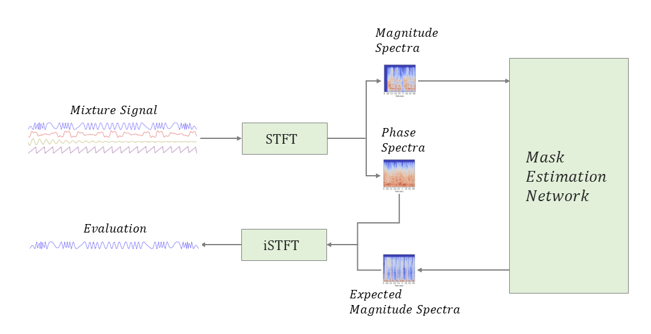 Magnitude
Spectra
Mixture Signal
STFT
Phase
Spectra
Mask
Estimation
Network
Evaluation
iSTFT
Expected
Magnitude Spectra